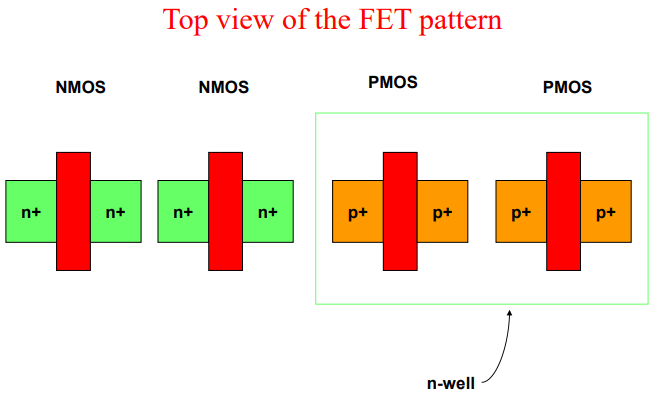 Top view of the FET pattern
NMOS NMOS PMOS PMOS
n+ n+ n+ n+ p+ p+ p+ p+
n-well